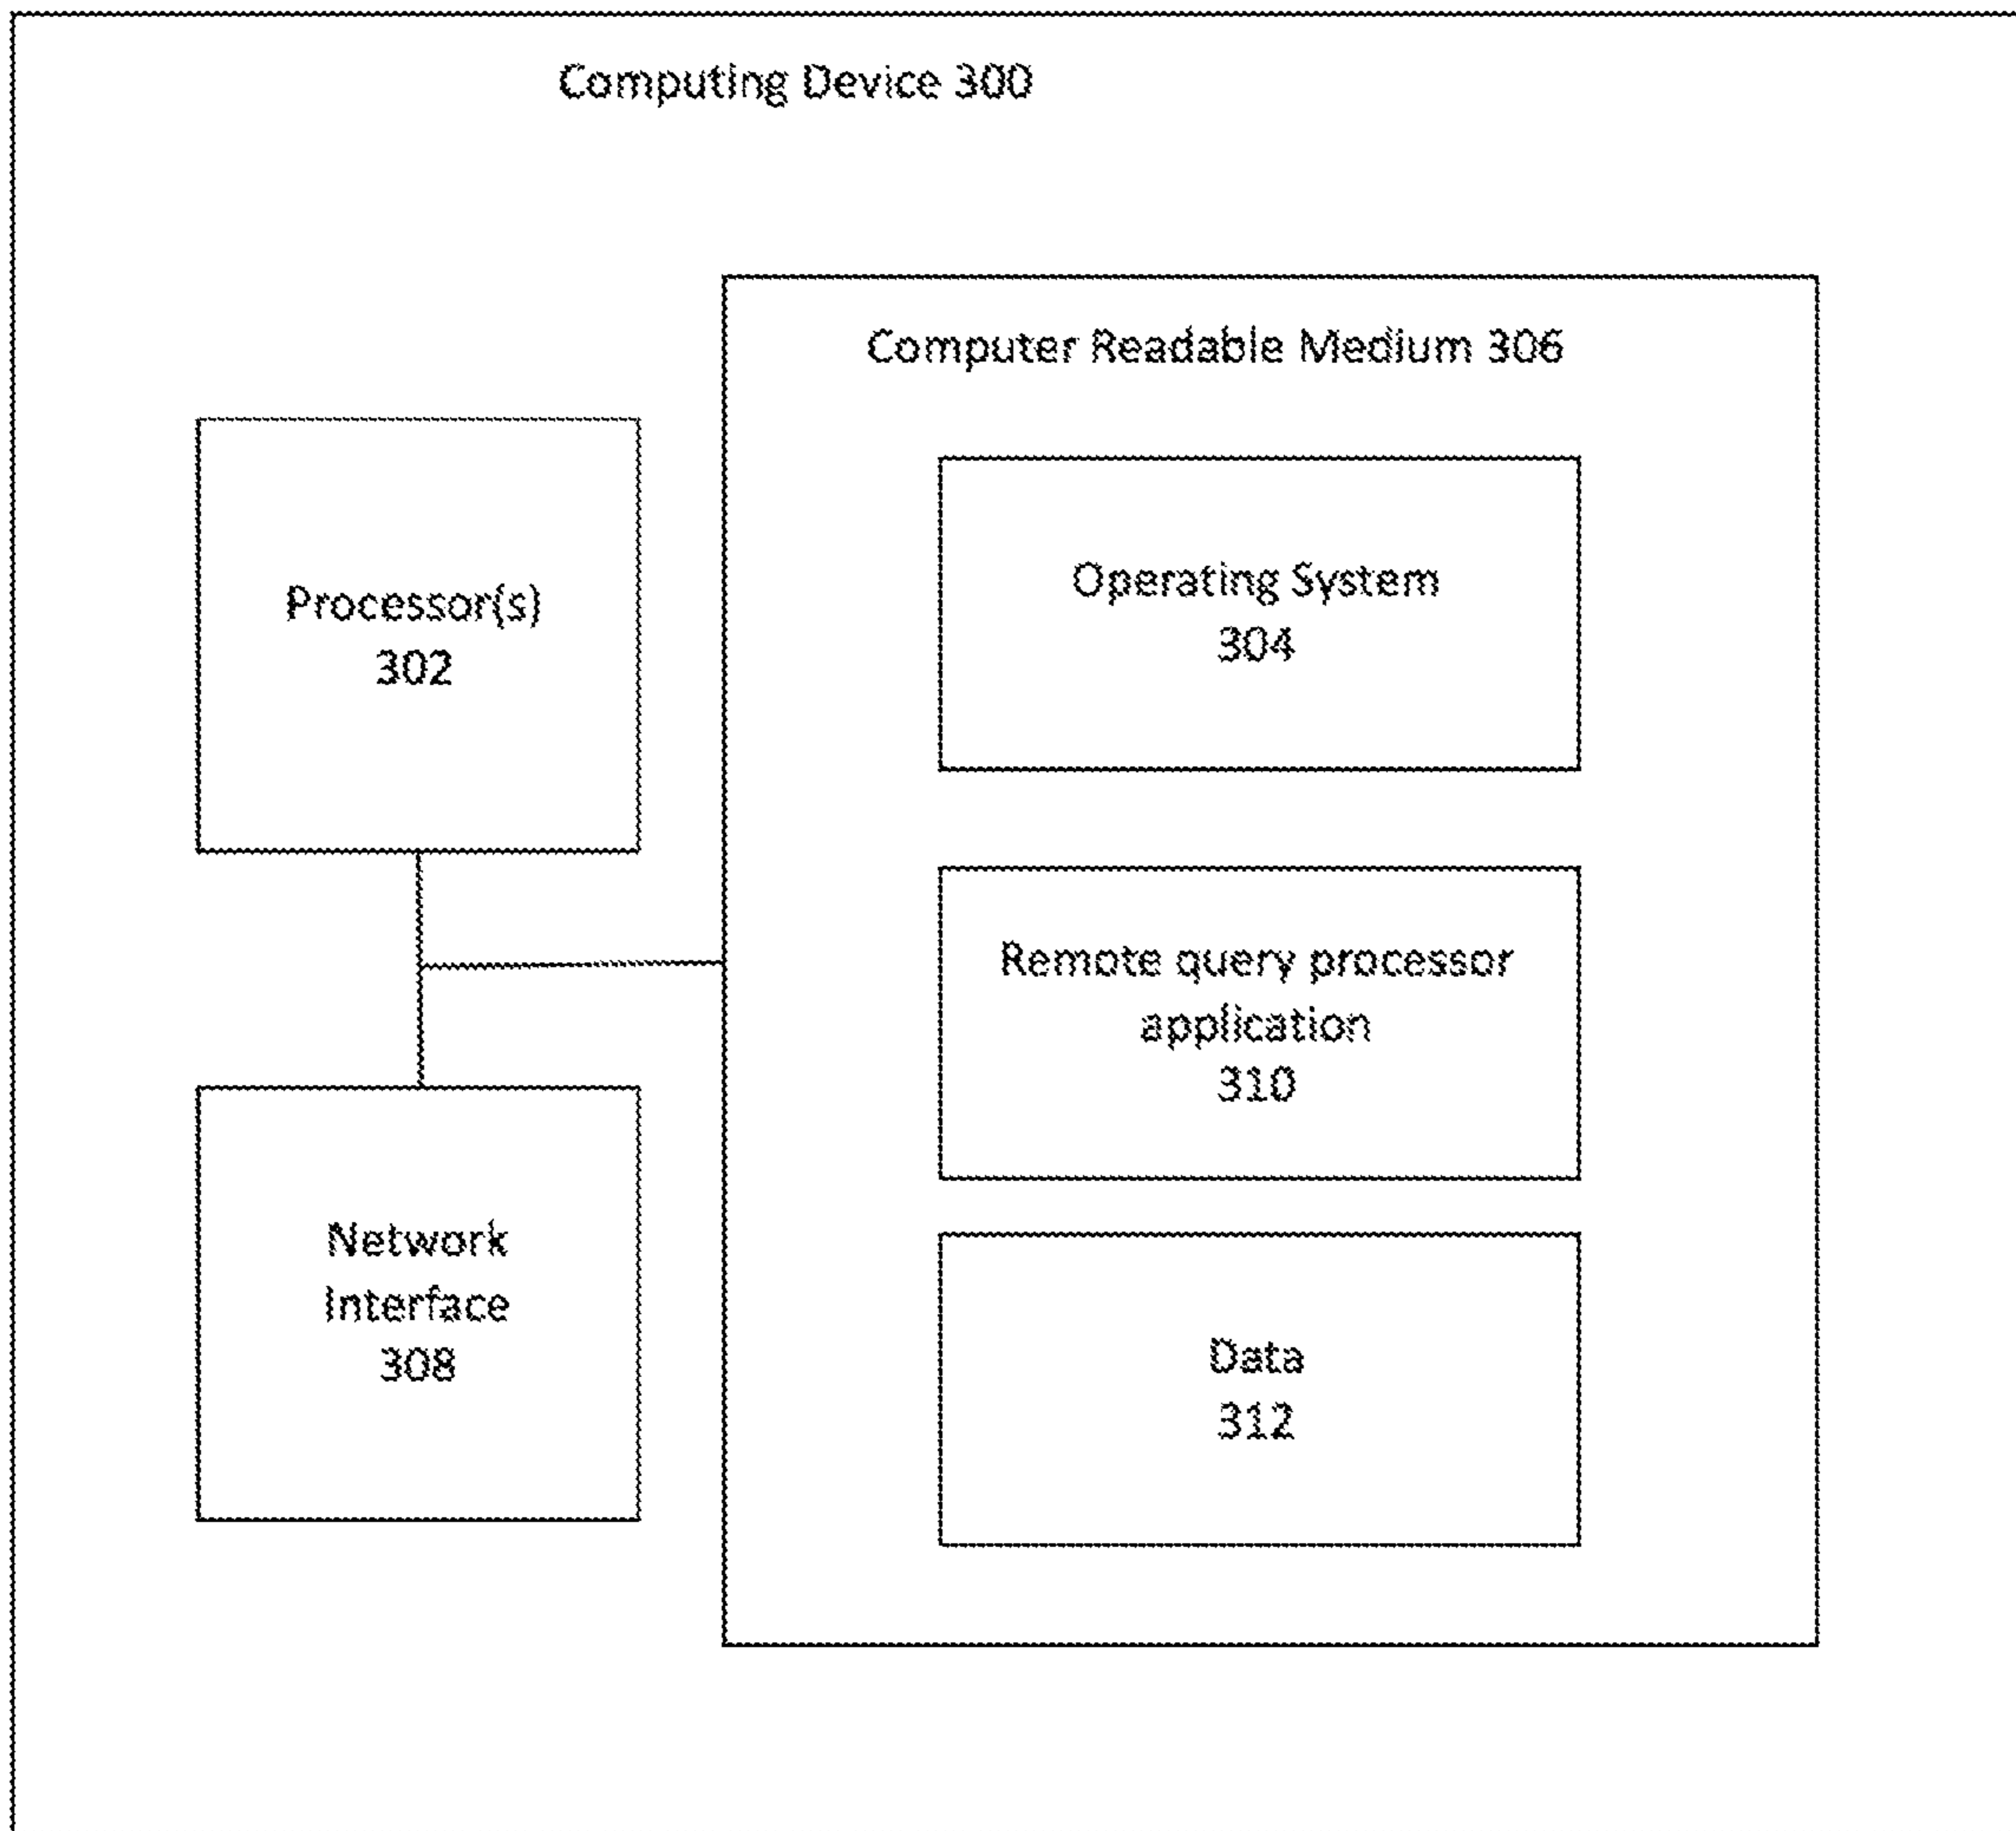 Computing Device 300
Computer Readable Medium 306
Processor(s)
302
Operating System
304
Remote query processor
application
310
Network
Interface
308
Data
312